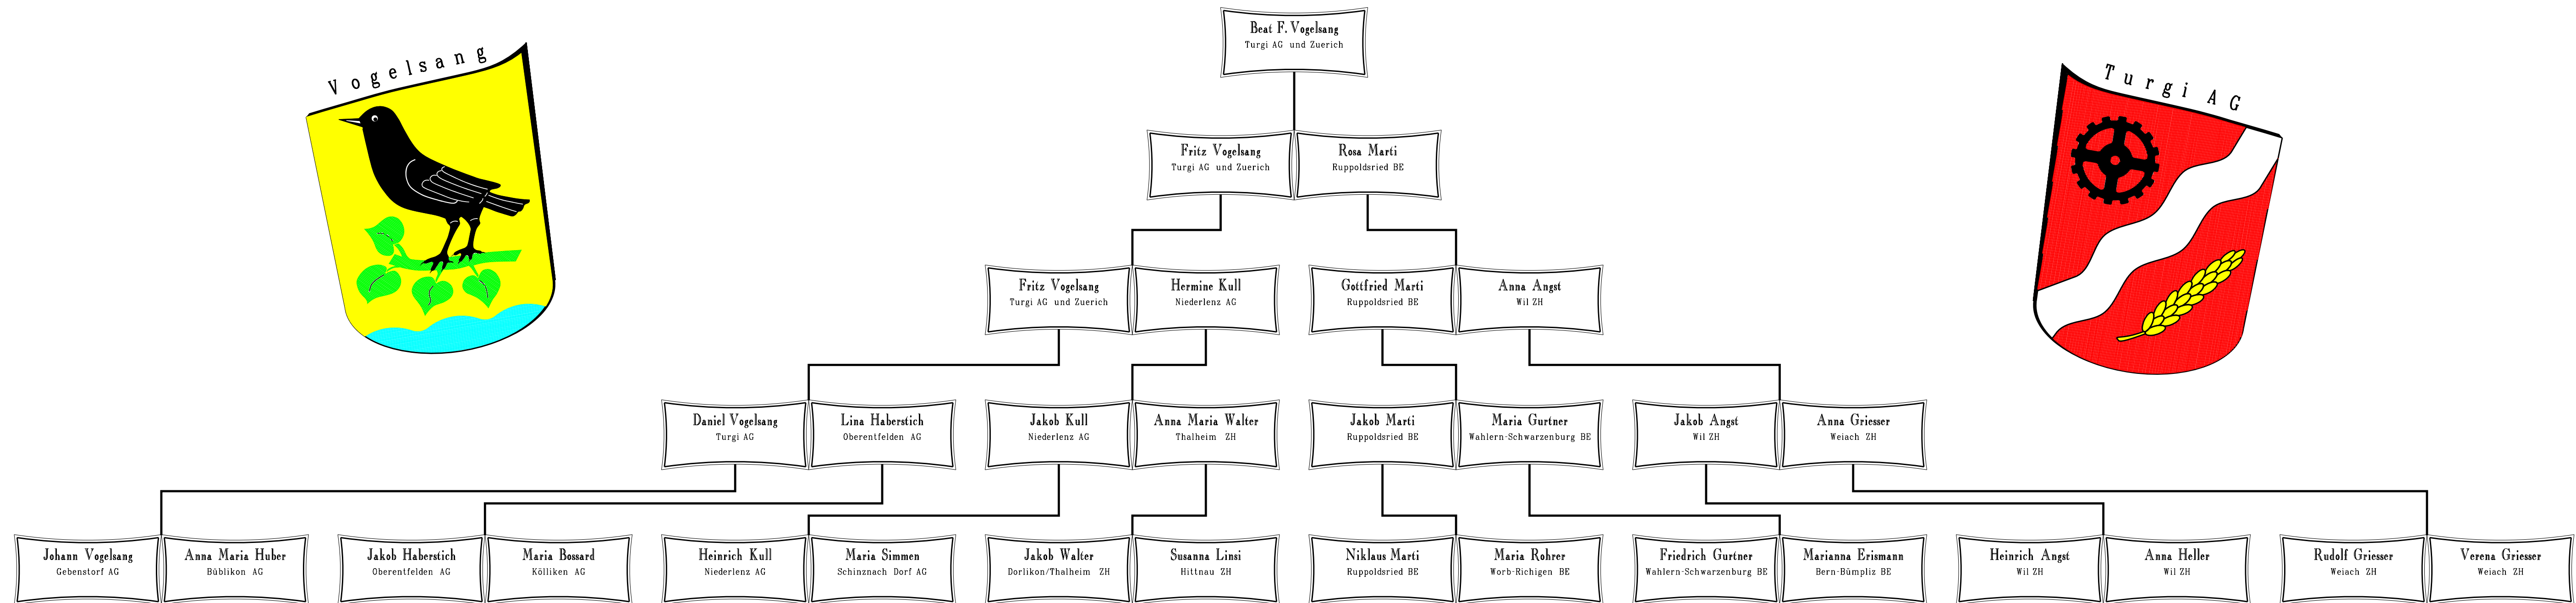 Vogelsang
Turgi AG
Beat F. Vogelsang
Turgi AG und Zuerich
Fritz Vogelsang
Turgi AG und Zuerich
Rosa Marti
Ruppoldsried BE
Fritz Vogelsang
Turgi AG und Zuerich
Hermine Kull
Niederlenz AG
Gottfried Marti
Ruppoldsried BE
Anna Angst
Wil ZH
Daniel Vogelsang
Turgi AG
Lina Haberstich
Oberentfelden AG
Jakob Kull
Niederlenz AG
Anna Maria Walter
Thalheim ZH
Jakob Marti
Ruppoldsried BE
Maria Gurtner
Wahlern-Schwarzenburg BE
Jakob Angst
Wil ZH
Anna Griesser
Weiach ZH
Johann Vogelsang
Gebenstorf AG
Anna Maria Huber
Büblikon AG
Jakob Haberstich
Oberentfelden AG
Maria Bossard
Kölliken AG
Heinrich Kull
Niederlenz AG
Maria Simmen
Schinznach Dorf AG
Jakob Walter
Dorlikon/Thalheim ZH
Susanna Linsi
Hittnau ZH
Niklaus Marti
Ruppoldsried BE
Maria Rohrer
Worb-Richigen BE
Friedrich Gurtner
Wahlern-Schwarzenburg BE
Marianna Erismann
Bern-Bümpliz BE
Heinrich Angst
Wil ZH
Anna Heller
Wil ZH
Rudolf Griesser
Weiach ZH
Verena Griesser
Weiach ZH